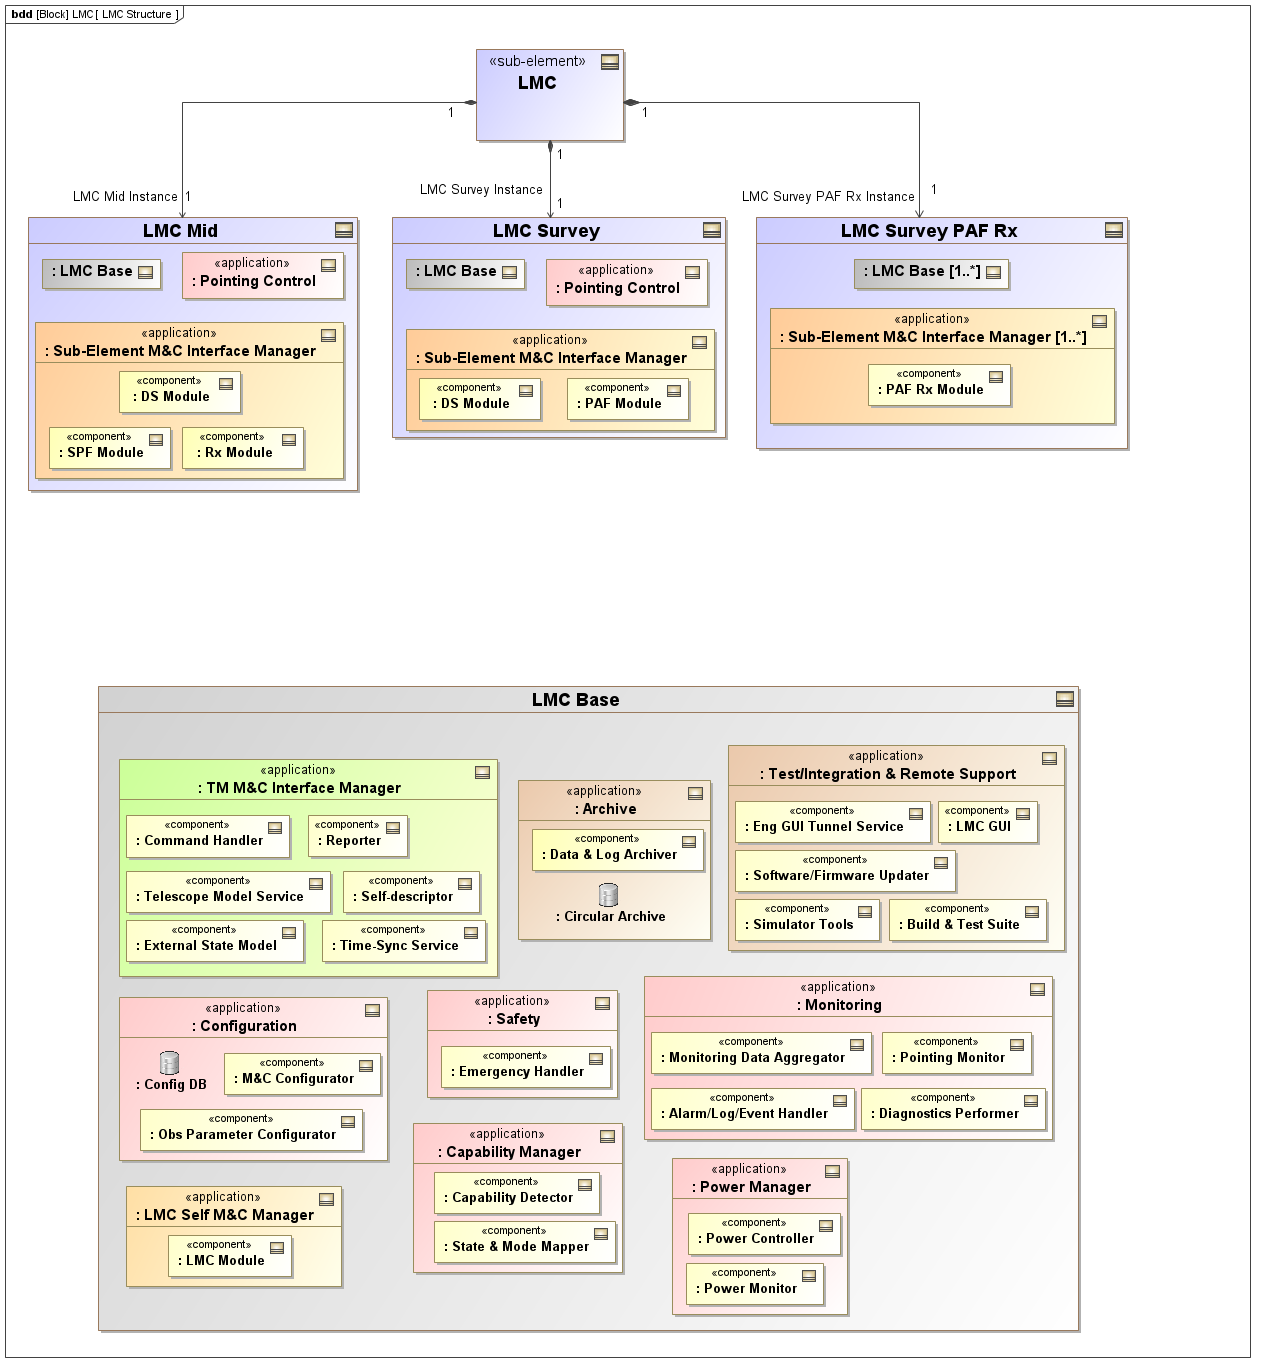 bdd [Block] LMC[ LMC Structure ]
«sub-element»
LMC
1
1
1
LMC Mid Instance
1
LMC Survey Instance
1
LMC Survey PAF Rx Instance
1
LMC Mid
: LMC Base
«application»
: Pointing Control
«application»
: Sub-Element M&C Interface Manager
«component»
: DS Module
«component»
: SPF Module
«component»
: Rx Module
LMC Survey
: LMC Base
«application»
: Pointing Control
«application»
: Sub-Element M&C Interface Manager
«component»
: DS Module
«component»
: PAF Module
LMC Survey PAF Rx
: LMC Base [1..*]
«application»
: Sub-Element M&C Interface Manager [1..*]
«component»
: PAF Rx Module
LMC Base
«application»
: TM M&C Interface Manager
«component»
: Command Handler
«component»
: Reporter
«component»
: Telescope Model Service
«component»
: Self-descriptor
«component»
: External State Model
«component»
: Time-Sync Service
«application»
: Archive
«component»
: Data & Log Archiver
: Circular Archive
«application»
: Test/Integration & Remote Support
«component»
: Eng GUI Tunnel Service
«component»
: LMC GUI
«component»
: Software/Firmware Updater
«component»
: Simulator Tools
«component»
: Build & Test Suite
«application»
: Configuration
: Config DB
«component»
: M&C Configurator
«component»
: Obs Parameter Configurator
«application»
: Safety
«component»
: Emergency Handler
«application»
: Monitoring
«component»
: Monitoring Data Aggregator
«component»
: Pointing Monitor
«component»
: Alarm/Log/Event Handler
«component»
: Diagnostics Performer
«application»
: Capability Manager
«component»
: Capability Detector
«component»
: State & Mode Mapper
«application»
: Power Manager
«component»
: Power Controller
«component»
: Power Monitor
«application»
: LMC Self M&C Manager
«component»
: LMC Module